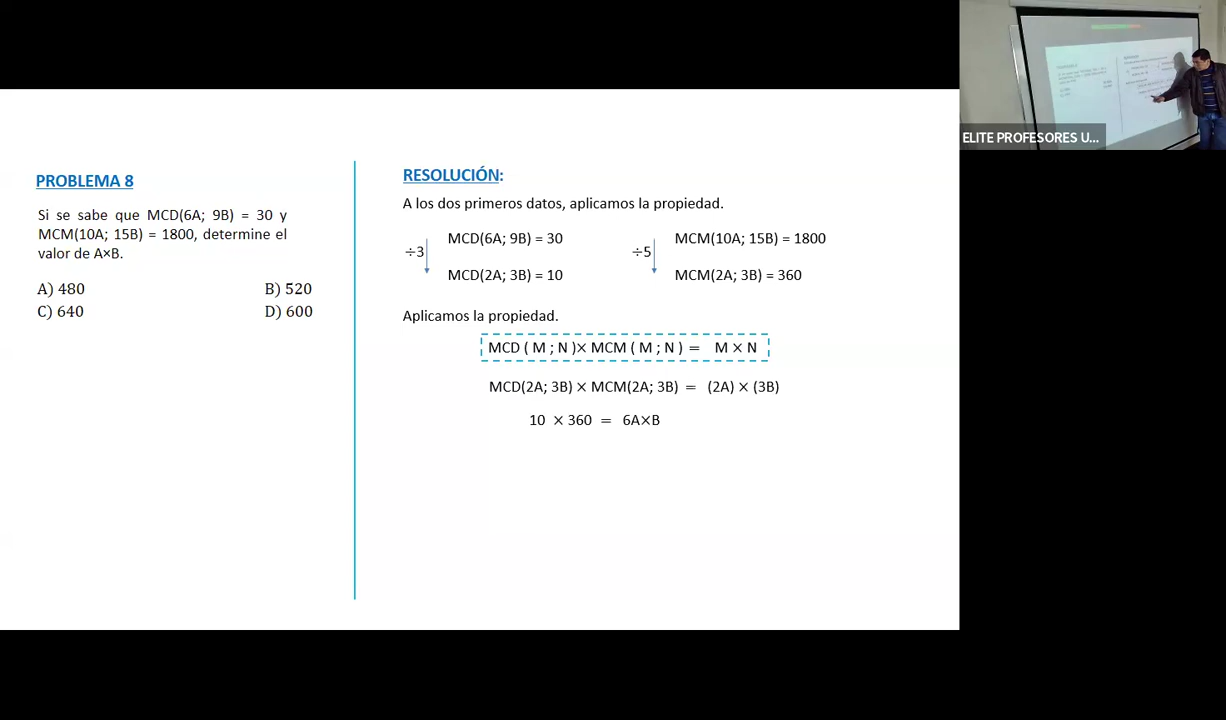 PROBLEMA 8
Si se sabe que MCD(6A; 9B) = 30 y
MCM(10A; 15B) = 1800, determine el
valor de A×B.
A) 480 B) 520
C) 640 D) 600
RESOLUCIÓN:
A los dos primeros datos, aplicamos la propiedad.
MCD(6A; 9B) = 30 MCM(10A; 15B) = 1800
÷3 ÷5
MCD(2A; 3B) = 10 MCM(2A; 3B) = 360
Aplicamos la propiedad.
MCD ( M ; N )× MCM ( M ; N ) = M × N
MCD(2A; 3B) × MCM(2A; 3B) = (2A) × (3B)
10 × 360 = 6A×B
ELITE PROFESORES U...